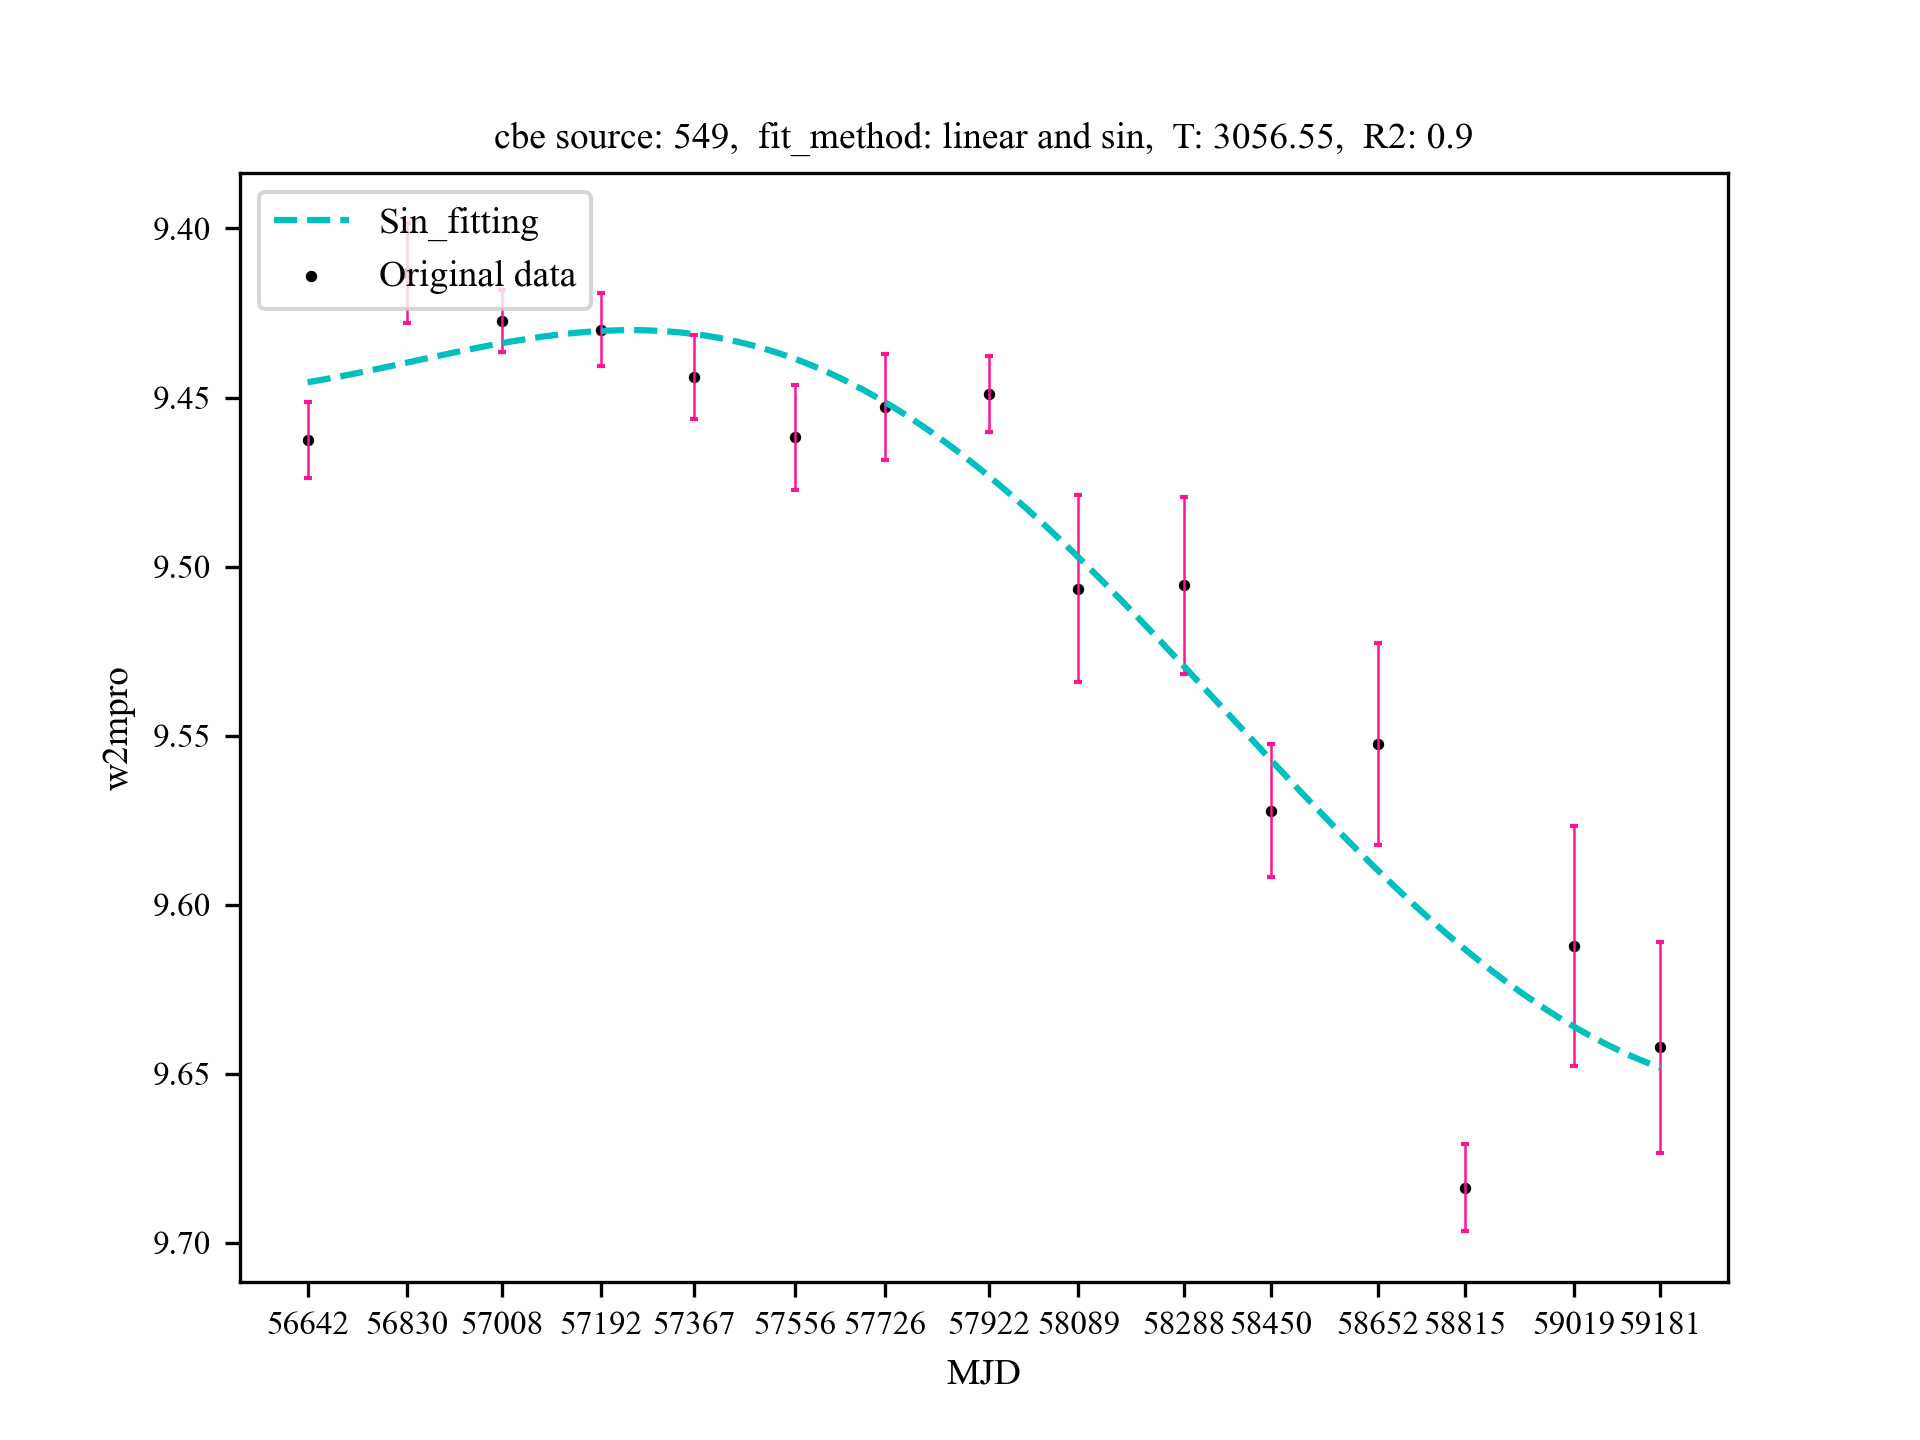 cbe source: 549,  fit_method: linear and sin,  T: 3056.55,  R2: 0.9
Sin_fitting
Original data
9.40
9.45
9.50
9.55
9.60
9.65
9.70
w2mpro
56642 56830 57008 57192 57367 57556 57726 57922 58089 58288 58450 58652 58815 59019 59181
MJD